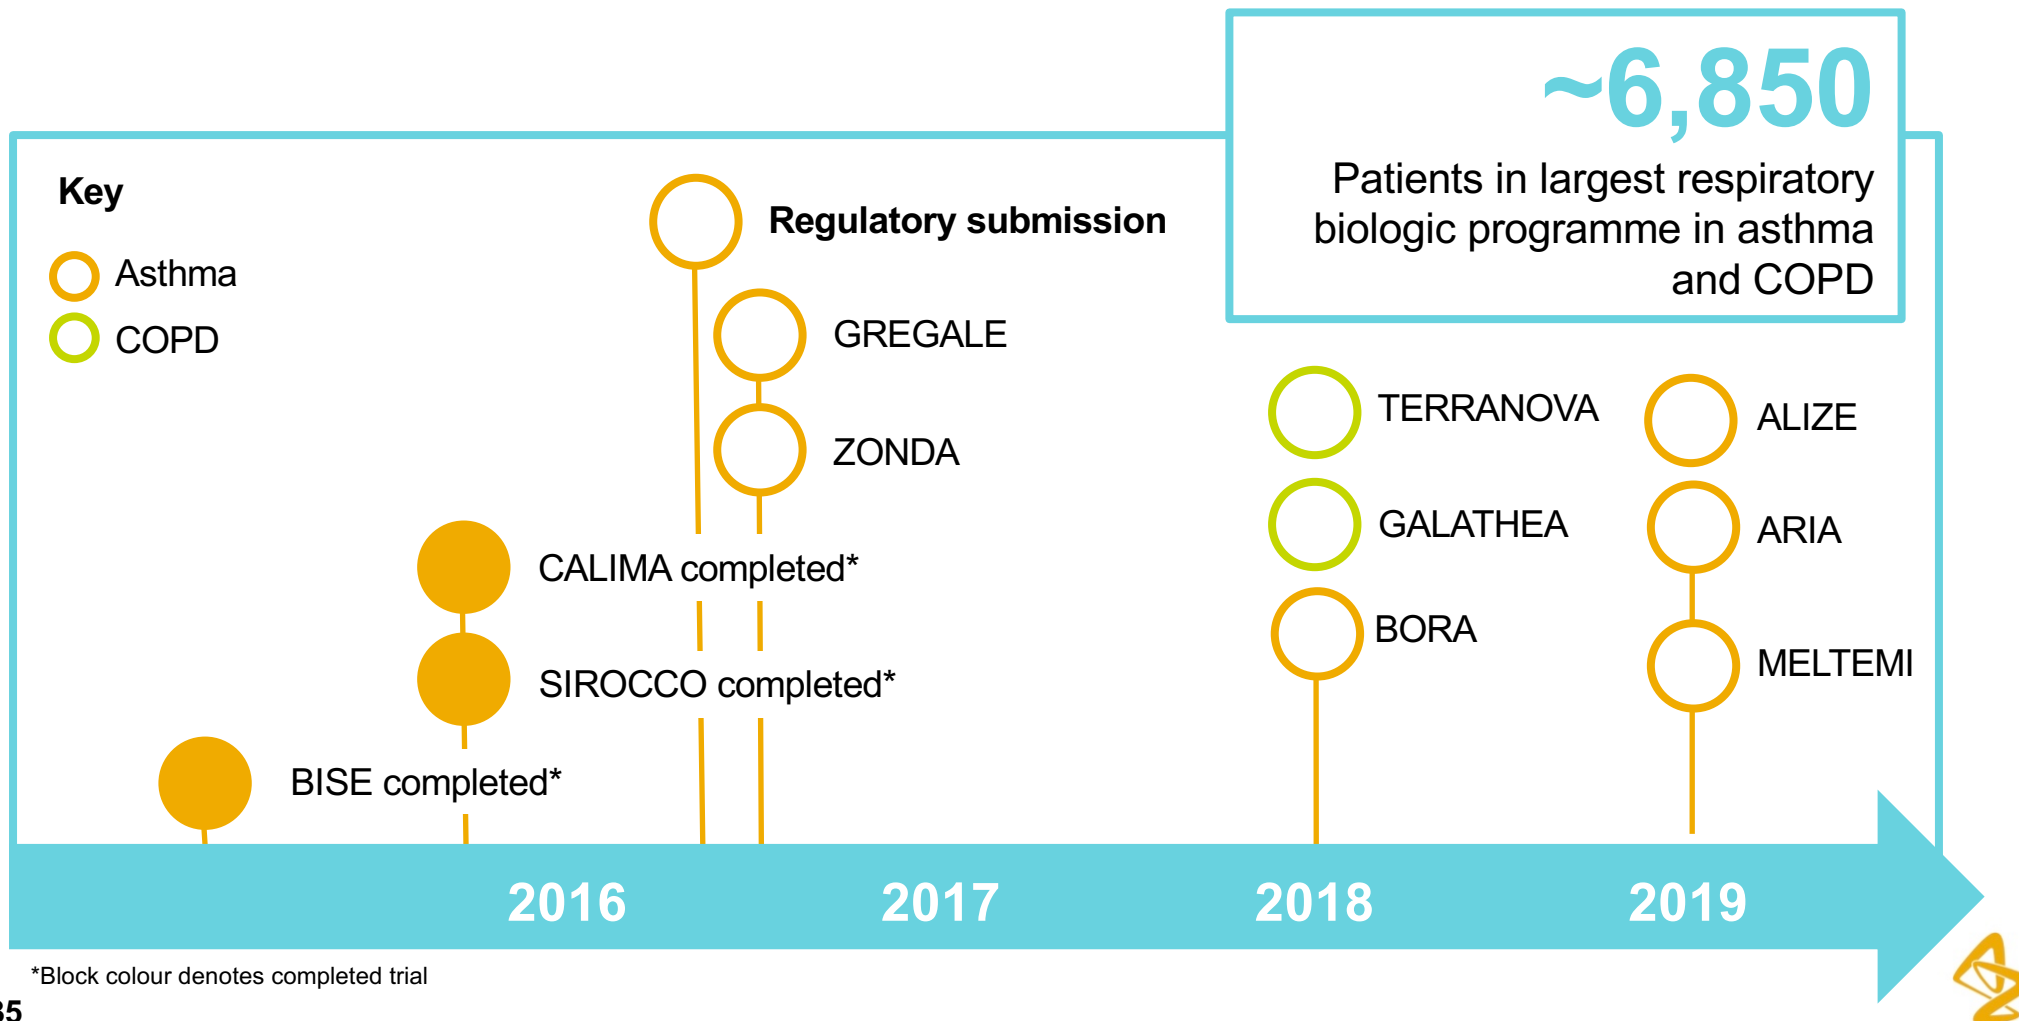 ~6,850
Patients in largest respiratory
biologic programme in asthma
and COPD
Key
Asthma
COPD
Regulatory submission
GREGALE
ZONDA
CALIMA completed*
SIROCCO completed*
BISE completed*
TERRANOVA
GALATHEA
BORA
ALIZE
ARIA
MELTEMI
2016
2017
2018
2019
*Block colour denotes completed trial
35